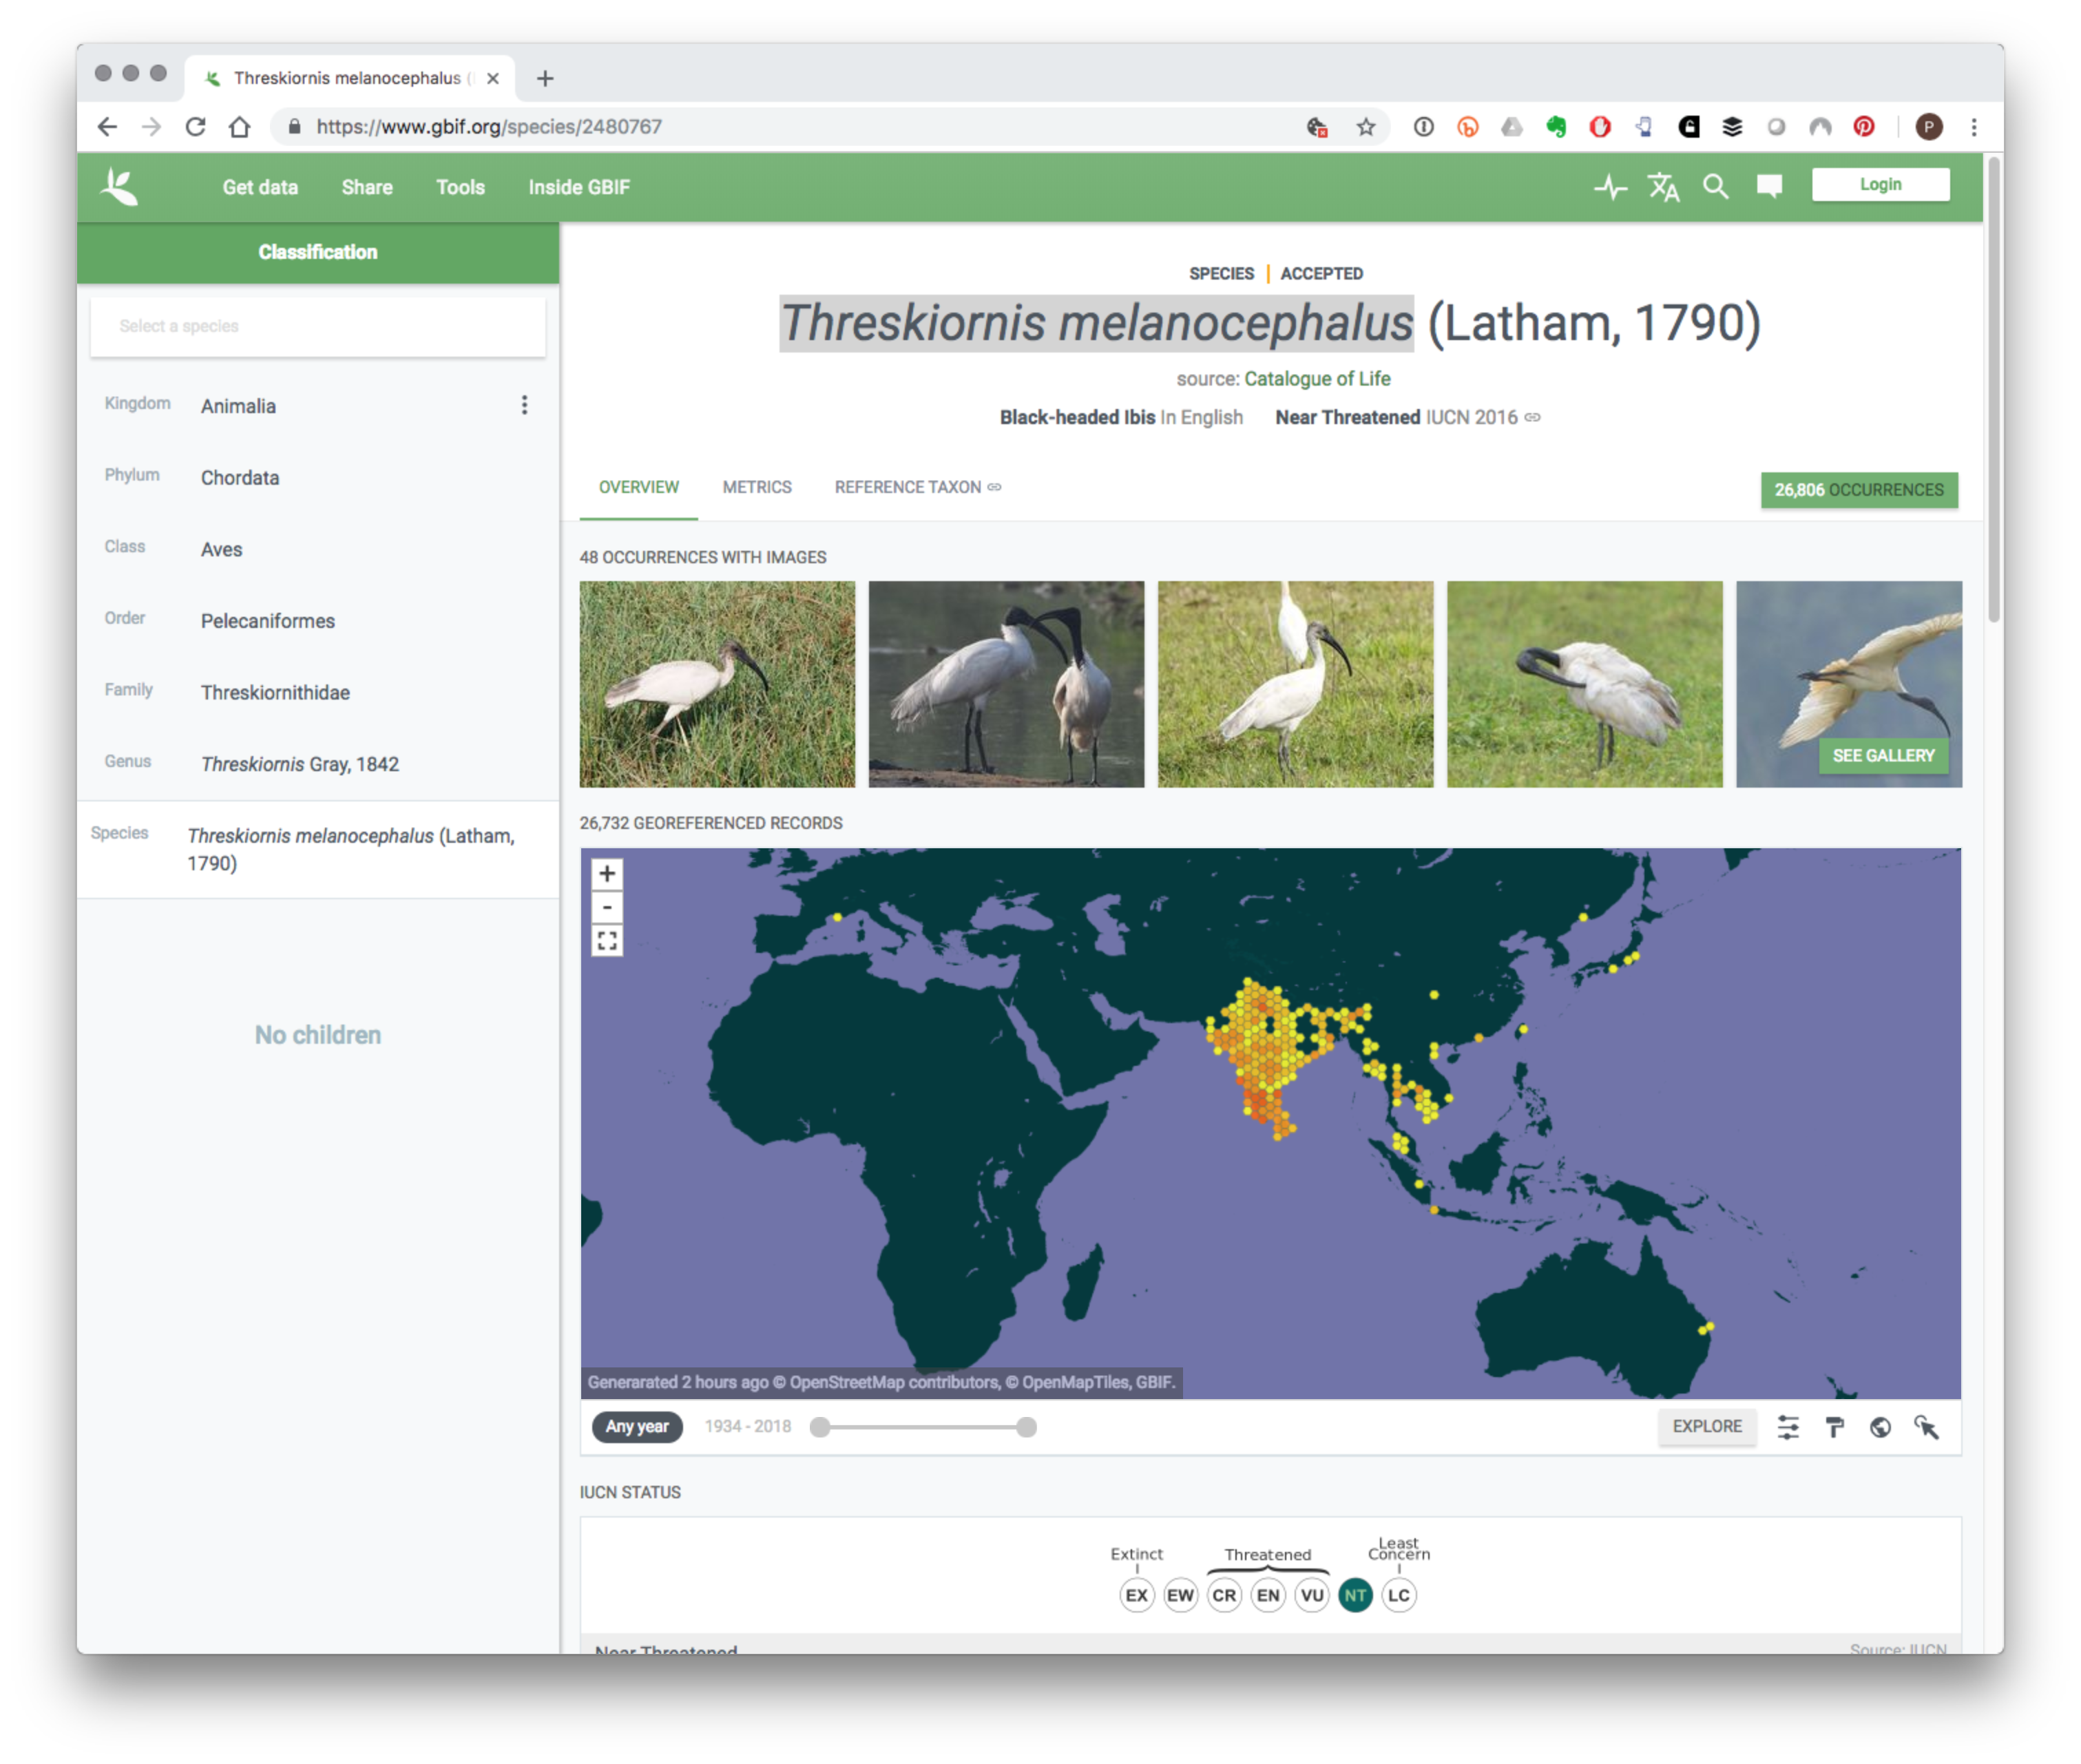 Threskiornis melanocephalus (
https://www.gbif.org/species/2480767
P
Get data Share Tools Inside GBIF
Login
Classification
Select a species
Kingdom Animalia
Phylum Chordata
Class Aves
Order Pelecaniformes
Family Threskiornithidae
Genus Threskiornis Gray, 1842
Species Threskiornis melanocephalus (Latham,
1790)
No children
SPECIES | ACCEPTED
Threskiornis melanocephalus (Latham, 1790)
source: Catalogue of Life
Black-headed Ibis In English Near Threatened IUCN 2016
OVERVIEW METRICS REFERENCE TAXON
26,806 OCCURRENCES
48 OCCURRENCES WITH IMAGES
SEE GALLERY
26,732 GEOREFERENCED RECORDS
+
-
Generarated 2 hours ago © OpenStreetMap contributors, © OpenMapTiles, GBIF.
Any year 1934 - 2018
EXPLORE
IUCN STATUS
Extinct Threatened Least
Concern
EX EW CR EN VU NT LC
Near Threatened Source: IUCN